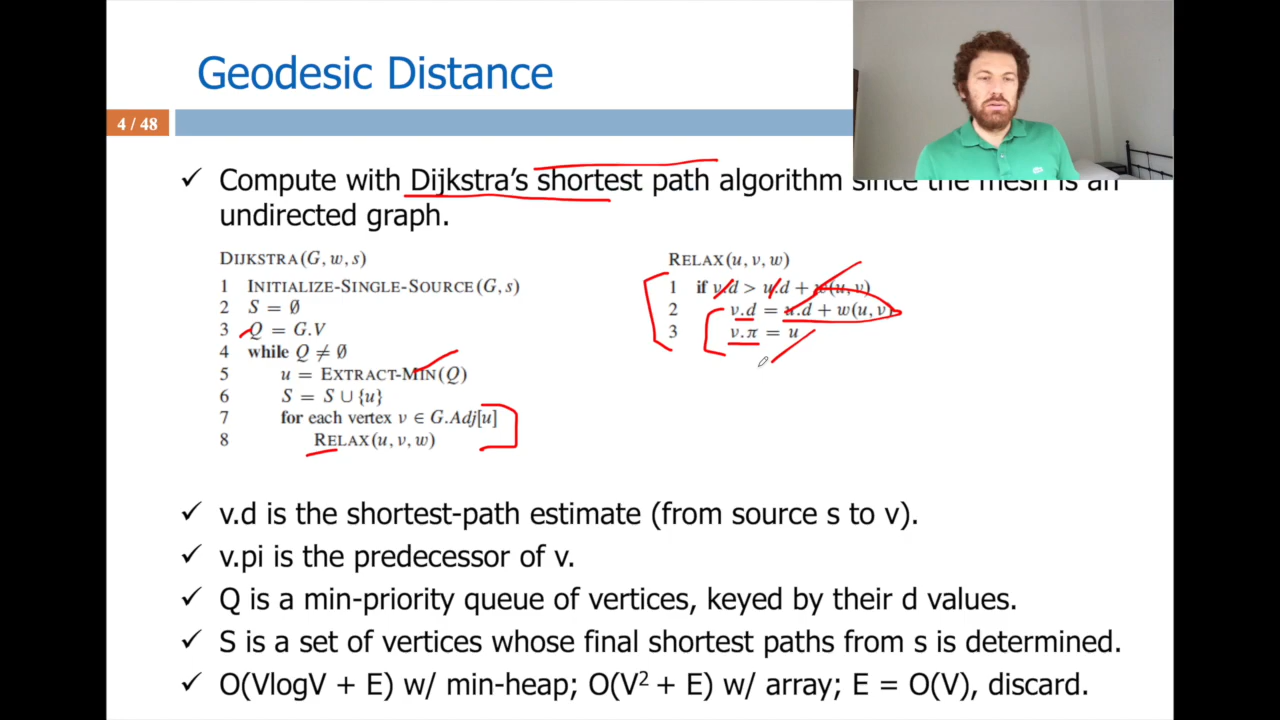 Geodesic Distance
4 / 48
✓ Compute with Dijkstra's shortest path algorithm since the mesh is an
undirected graph.
DIJKSTRA(G, w, s)
1 INITIALIZE-SINGLE-SOURCE(G, s)
2 S = ∅
3 Q = G.V
4 while Q ≠ ∅
5 u = EXTRACT-MIN(Q)
6 S = S ∪ {u}
7 for each vertex v ∈ G.Adj[u]
8 RELAX(u, v, w)
RELAX(u, v, w)
1 if v.d > u.d + w(u, v)
2 v.d = u.d + w(u, v)
3 v.π = u
✓ v.d is the shortest-path estimate (from source s to v).
✓ v.pi is the predecessor of v.
✓ Q is a min-priority queue of vertices, keyed by their d values.
✓ S is a set of vertices whose final shortest paths from s is determined.
✓ O(VlogV + E) w/ min-heap; O(V² + E) w/ array; E = O(V), discard.